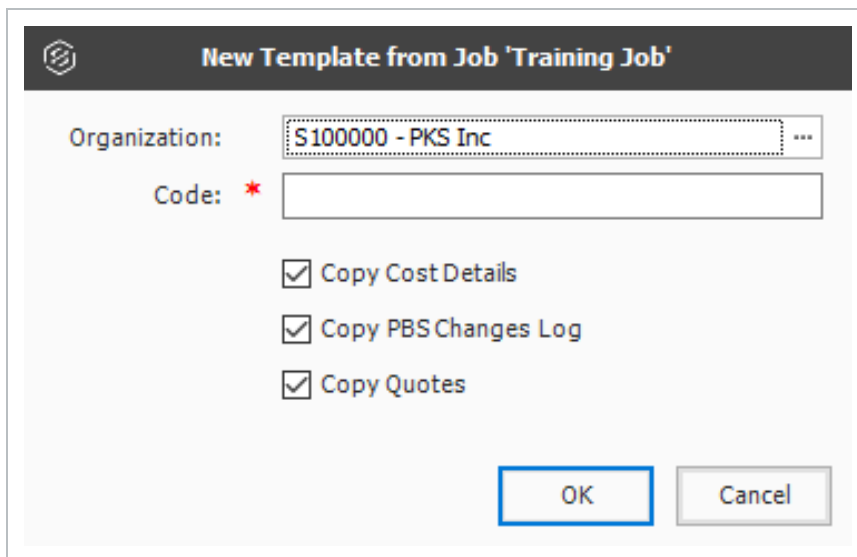 New Template from Job 'Training Job'
Organization: S100000 - PKS Inc ...
Code: *
Copy Cost Details
Copy PBS Changes Log
Copy Quotes
OK Cancel